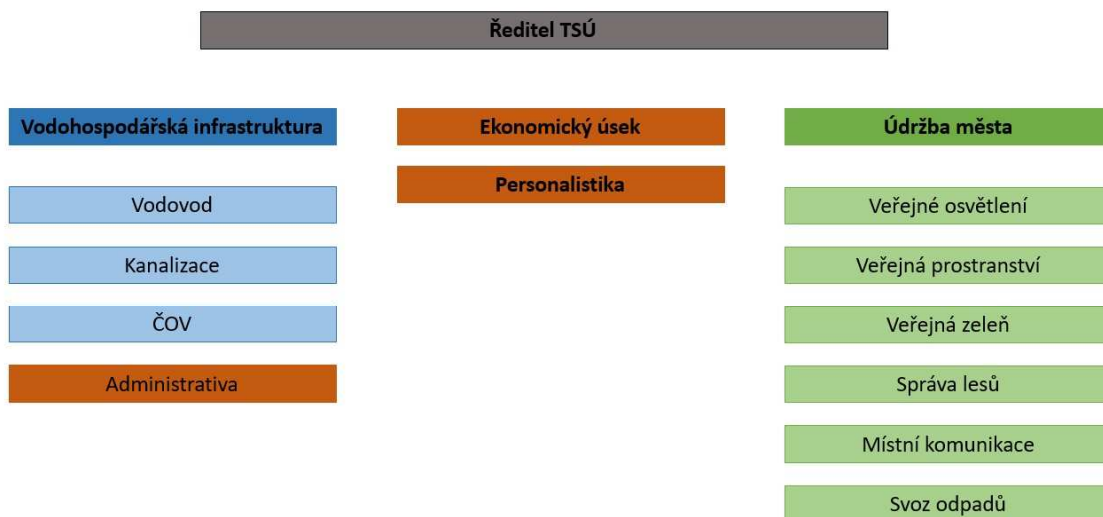 Ředitel TSÚ
Vodohospodářská infrastruktura
Vodovod
Kanalizace
ČOV
Administrativa
Ekonomický úsek
Personalistika
Údržba města
Veřejné osvětlení
Veřejná prostranství
Veřejná zeleň
Správa lesů
Místní komunikace
Svoz odpadů